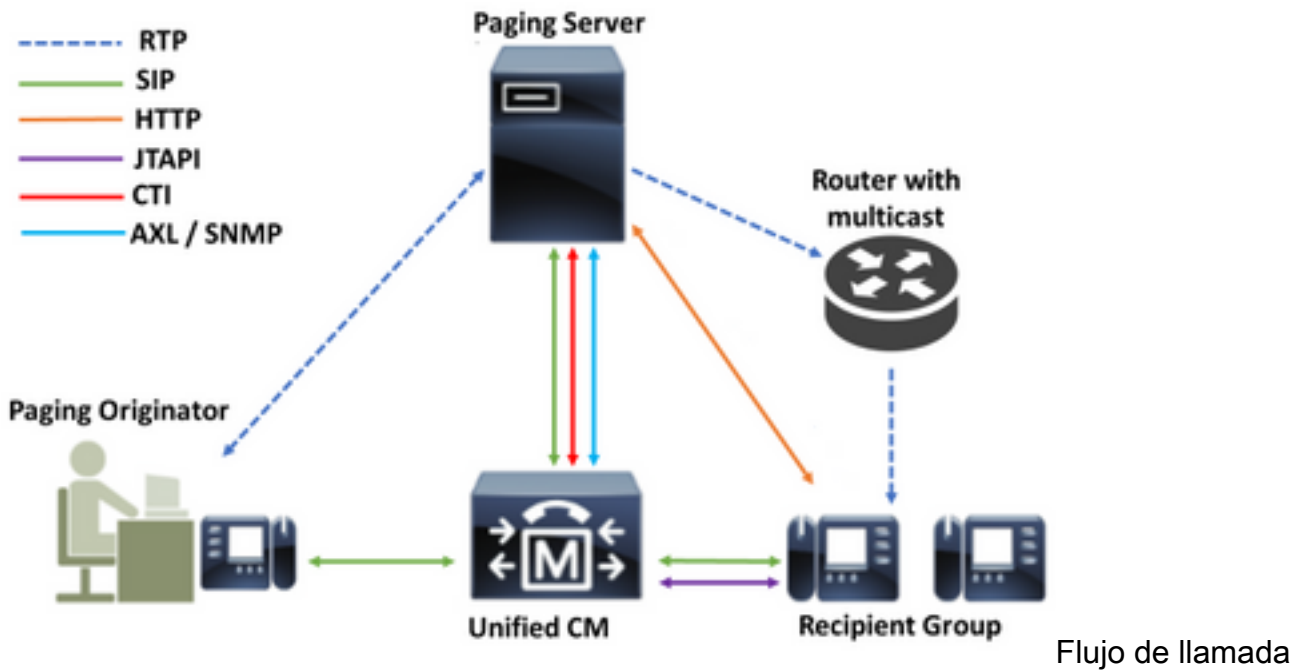 Paging Server
RTP
SIP
HTTP
JTAPI
CTI
AXL / SNMP
Router with
multicast
Paging Originator
M
Unified CM
Recipient Group
Flujo de llamada